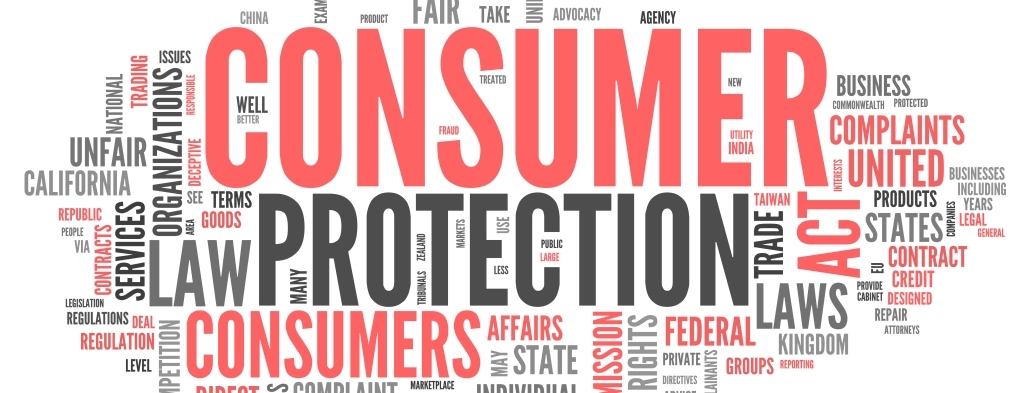 CHINA
PRODUCT
FAIR
TAKE
ADVOCACY
AGENCY
CONSUMER
ISSUES
TRADING
NATIONAL
RESPONSIBLE
ORGANIZATIONS
WELL
BETTER
TREATED
FRAUD
NEW
UTILITY
INDIA
BUSINESS
COMMONWEALTH
PROTECTED
COMPLAINTS
UNFAIR
CALIFORNIA
DECEPTIVE
INTERESTS
UNITED
BUSINESSES
INCLUDING
YEARS
SEE
TERMS
AREA
GOODS
PROTECTION
TAIWAN
TRADE
ACT
PRODUCTS
STATES
COMPANIES
LEGAL
GENERAL
REPUBLIC
PEOPLE
VIA
CONTRACTS
SERVICES
LAW
MANY
TRIBUNALS
ZEALAND
MARKETS
USE
LESS
PUBLIC
LARGE
CONTRACT
EU
CREDIT
PROVIDE
CABINET
DESIGNED
LAWS
REPAIR
ATTORNEYS
LEGISLATION
REGULATIONS
DEAL
REGULATION
LEVEL
CONSUMERS
AFFAIRS
MAY
STATE
RIGHTS
FEDERAL
KINGDOM
PRIVATE
DIRECTIVES
GROUPS
REPORTING
DIRECT
COMPLAINT
MARKETPLACE
INDIVIDUAL